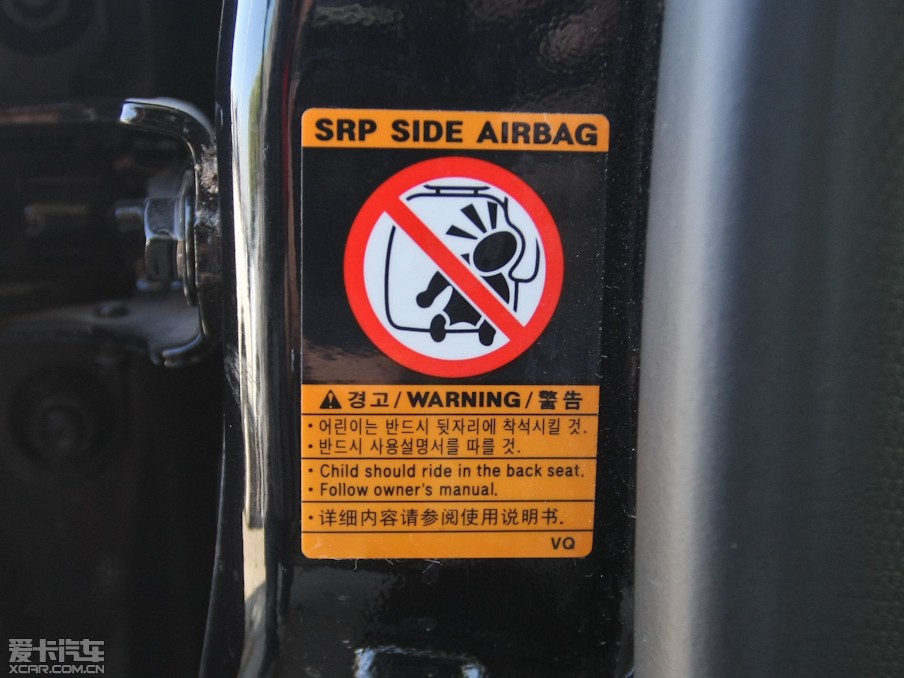 SRP SIDE AIRBAG
경고/WARNING/警告
· 어린이는 반드시 뒷자리에 착석시킬 것.
· 반드시 사용설명서를 따를 것.
· Child should ride in the back seat.
· Follow owner's manual.
· 详细内容请参阅使用说明书.
VQ
爱卡汽车
XCAR.COM.CN